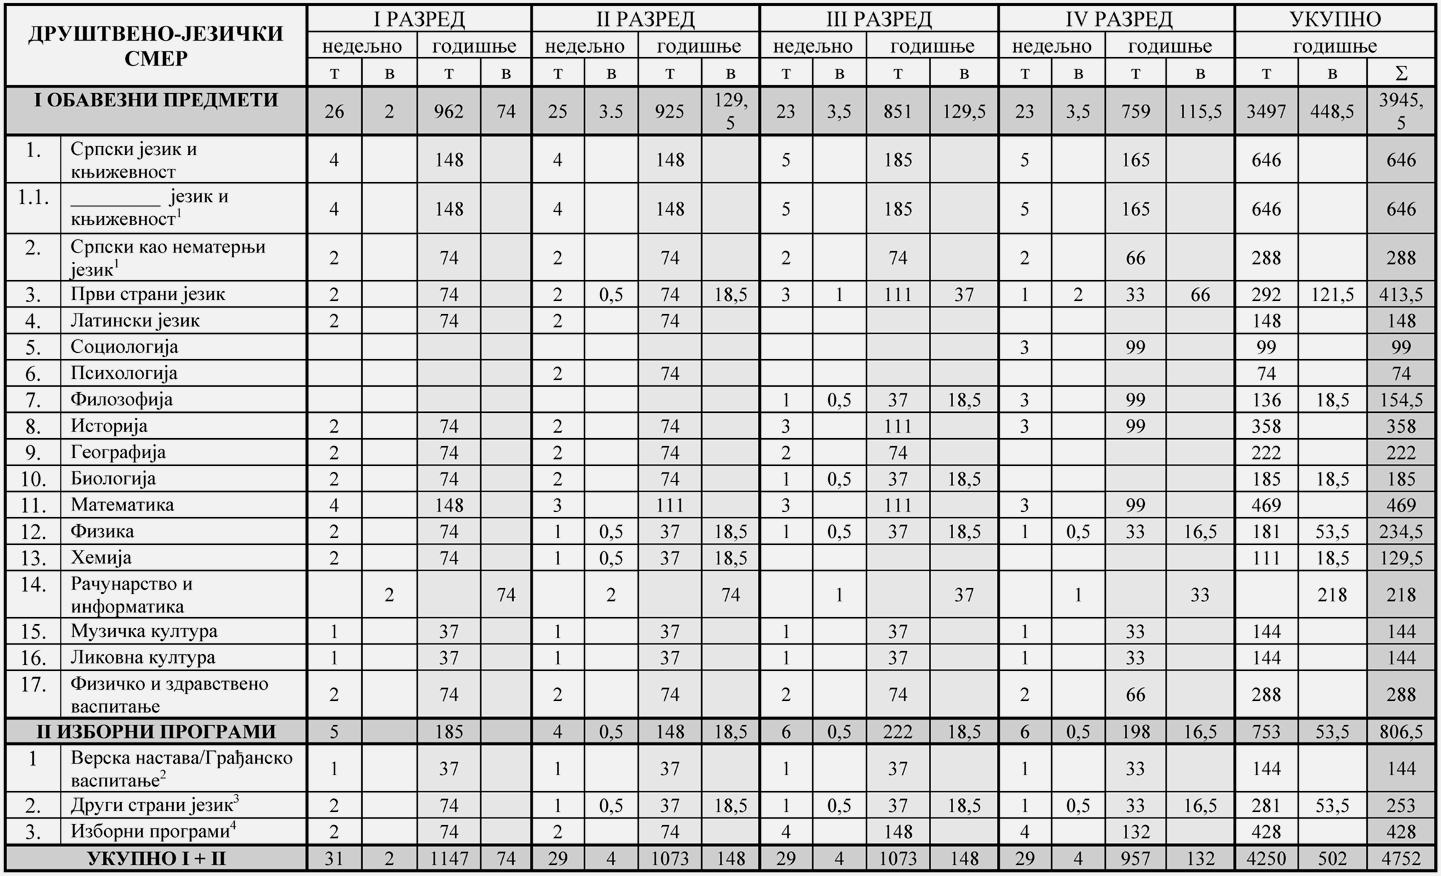 ДРУШТВЕНО-ЈЕЗИЧКИ СМЕР I РАЗРЕД II РАЗРЕД III РАЗРЕД IV РАЗРЕД УКУПНО
недељно годишње недељно годишње недељно годишње недељно годишње годишње
т в т в т в т в т в т в т в т в т в Σ
I ОБАВЕЗНИ ПРЕДМЕТИ 26 2 962 74 25 3.5 925 129,5 23 3,5 851 129,5 23 3,5 759 115,5 3497 448,5 3945,5
1. Српски језик и књижевност 4 148 4 148 5 185 5 165 646 646
1.1. _________ језик и књижевност1 4 148 4 148 5 185 5 165 646 646
2. Српски као нематерњи језик1 2 74 2 74 2 74 2 66 288 288
3. Први страни језик 2 74 2 0,5 74 18,5 3 1 111 37 1 2 33 66 292 121,5 413,5
4. Латински језик 2 74 2 74 148 148
5. Социологија 3 99 99 99
6. Психологија 2 74 74 74
7. Филозофија 1 0,5 37 18,5 3 99 136 18,5 154,5
8. Историја 2 74 2 74 3 111 3 99 358 358
9. Географија 2 74 2 74 2 74 222 222
10. Биологија 2 74 2 74 1 0,5 37 18,5 185 18,5 185
11. Математика 4 148 3 111 3 111 3 99 469 469
12. Физика 2 74 1 0,5 37 18,5 1 0,5 37 18,5 1 0,5 33 16,5 181 53,5 234,5
13. Хемија 2 74 1 0,5 37 18,5 111 18,5 129,5
14. Рачунарство и информатика 2 74 2 74 1 37 1 33 218 218
15. Музичка култура 1 37 1 37 1 37 1 33 144 144
16. Ликовна култура 1 37 1 37 1 37 1 33 144 144
17. Физичко и здравствено васпитање 2 74 2 74 2 74 2 66 288 288
II ИЗБОРНИ ПРОГРАМИ 5 185 4 0,5 148 18,5 6 0,5 222 18,5 6 0,5 198 16,5 753 53,5 806,5
1 Верска настава/Грађанско васпитање2 1 37 1 37 1 37 1 33 144 144
2. Други страни језик3 2 74 1 0,5 37 18,5 1 0,5 37 18,5 1 0,5 33 16,5 281 53,5 253
3. Изборни програми4 2 74 2 74 4 148 4 132 428 428
УКУПНО I + II 31 2 1147 74 29 4 1073 148 29 4 1073 148 29 4 957 132 4250 502 4752